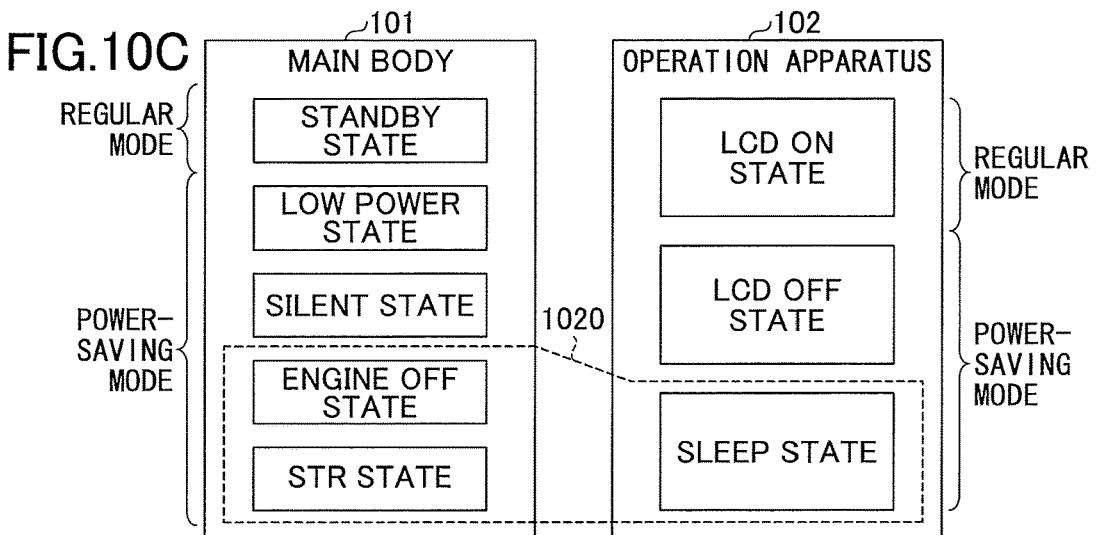 FIG.10C
101
MAIN BODY
REGULAR
MODE
STANDBY
STATE
LOW POWER
STATE
SILENT STATE
POWER-
SAVING
MODE
ENGINE OFF
STATE
STR STATE
1020
102
OPERATION APPARATUS
LCD ON
STATE
REGULAR
MODE
LCD OFF
STATE
POWER-
SAVING
MODE
SLEEP STATE